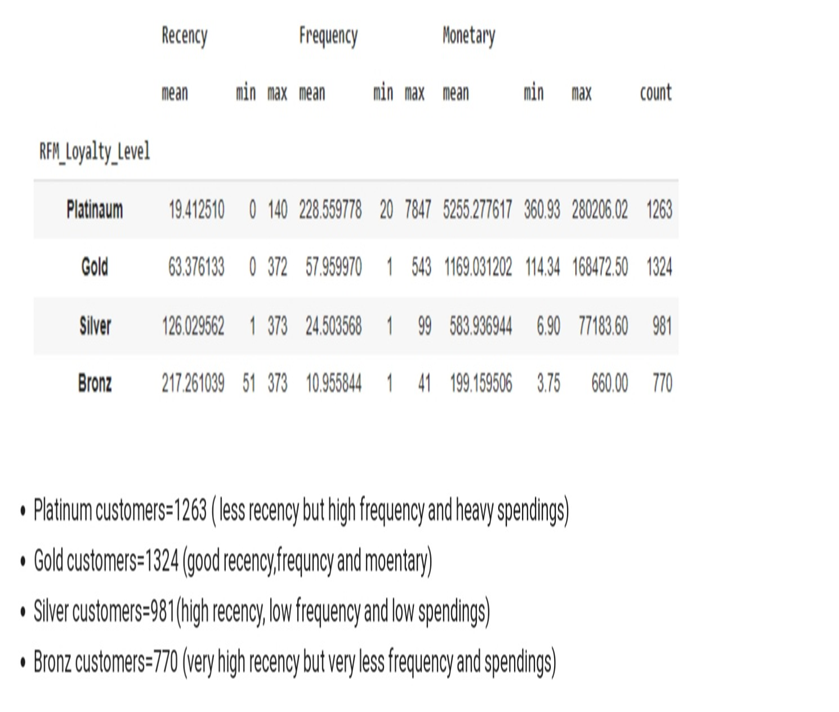 Recency Frequency Monetary
mean min max mean min max mean min max count
RFM_Loyalty_Level
Platinaum 19.412510 0 140 228.559778 20 7847 5255.277617 360.93 280206.02 1263
Gold 63.376133 0 372 57.959970 1 543 1169.031202 114.34 168472.50 1324
Silver 126.029562 1 373 24.503568 1 99 583.936944 6.90 77183.60 981
Bronz 217.261039 51 373 10.955844 1 41 199.159506 3.75 660.00 770
• Platinum customers=1263 ( less recency but high frequency and heavy spendings)
• Gold customers=1324 (good recency,frequncy and moentary)
• Silver customers=981(high recency, low frequency and low spendings)
• Bronz customers=770 (very high recency but very less frequency and spendings)